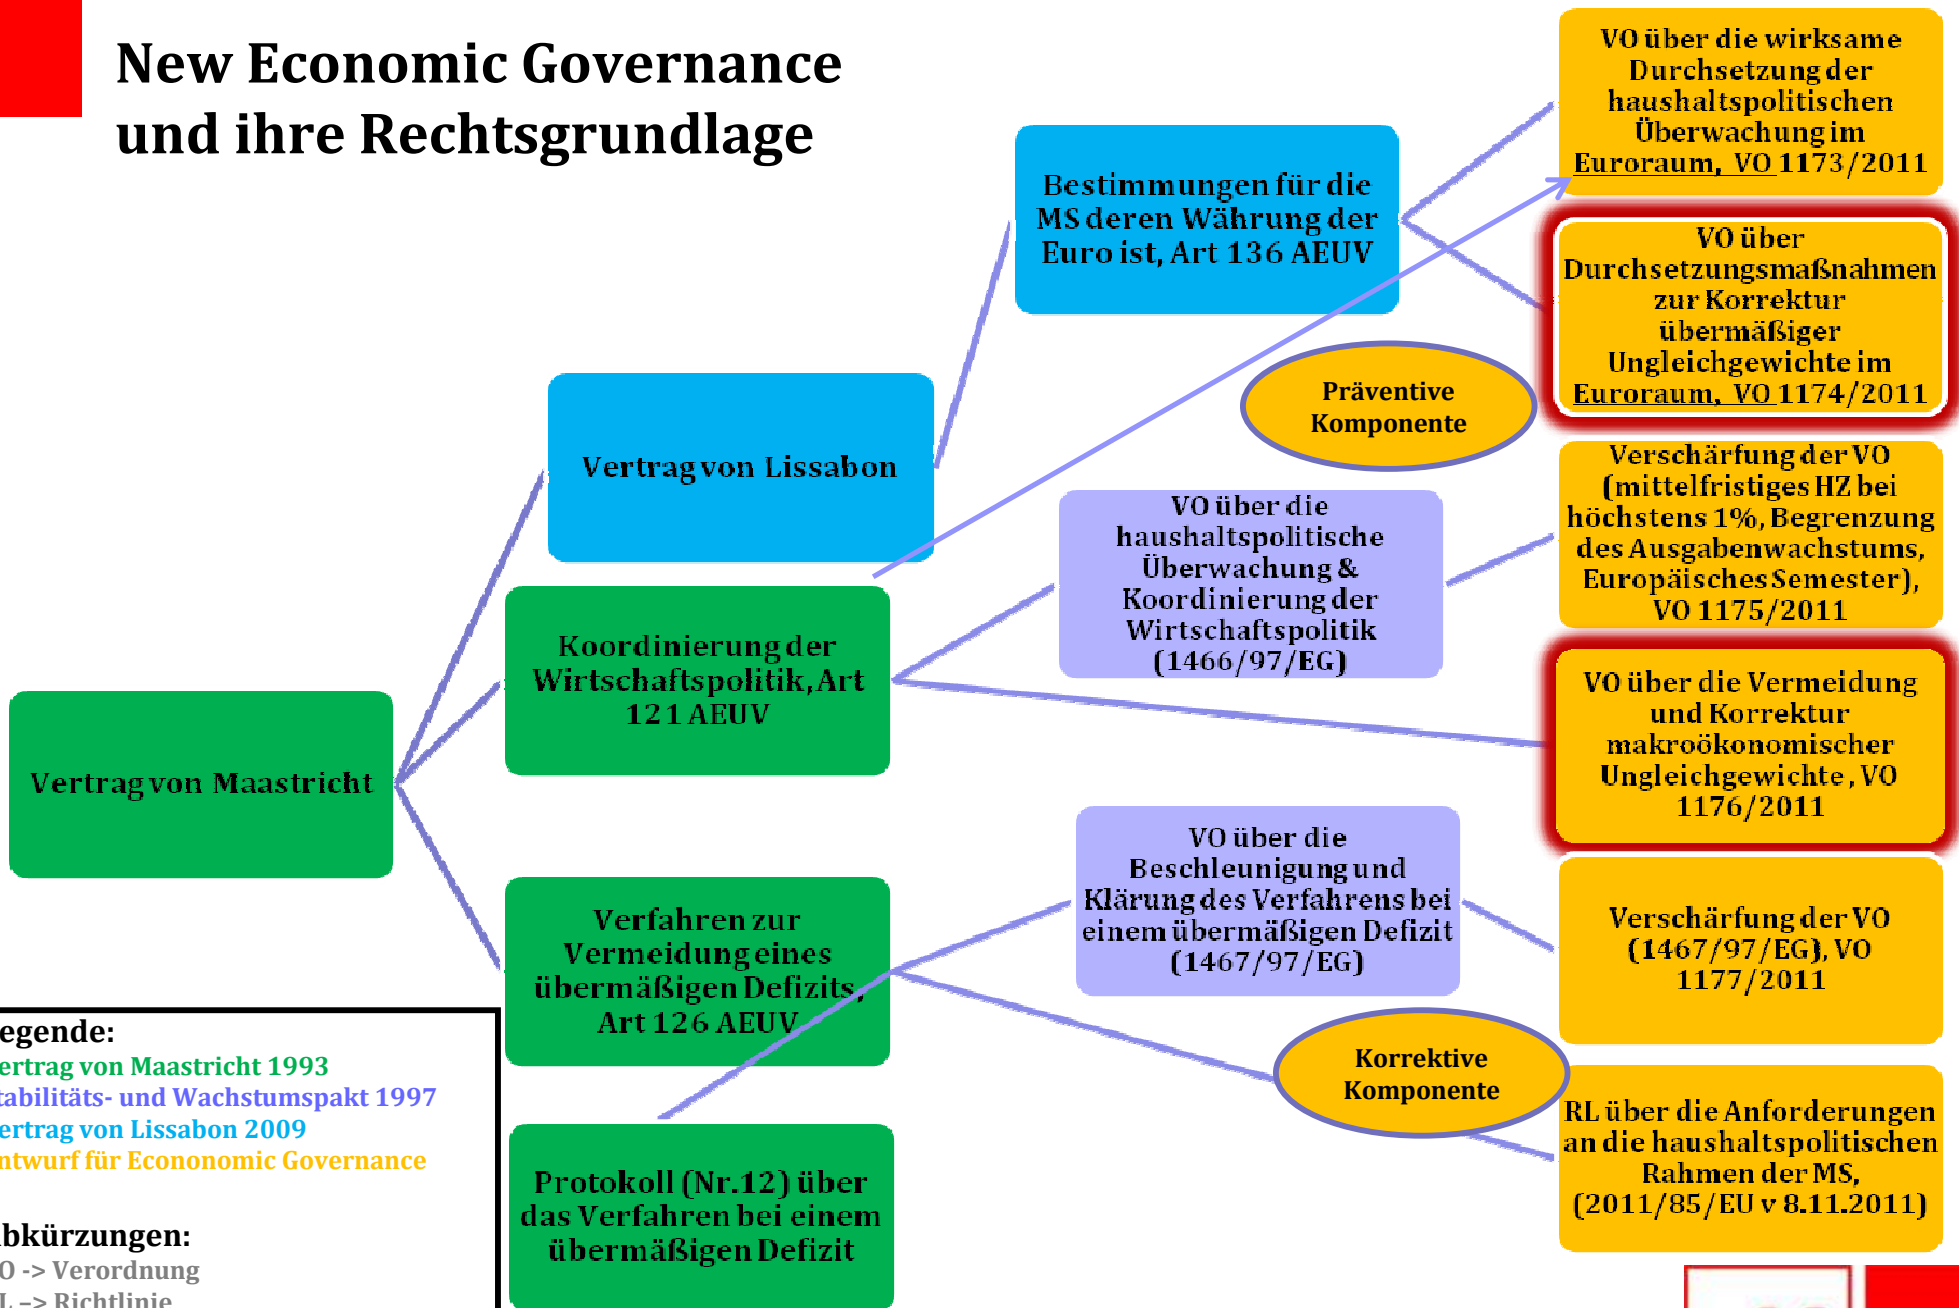 New Economic Governance
und ihre Rechtsgrundlage
VO über die wirksame
Durchsetzung der
haushaltspolitischen
Überwachung im
Euroraum, VO 1173/2011
Bestimmungen für die
MS deren Währung der
Euro ist, Art 136 AEUV
VO über
Durchsetzungsmaßnahmen
zur Korrektur
übermäßiger
Ungleichgewichte im
Euroraum, VO 1174/2011
Präventive
Komponente
Vertrag von Lissabon
Verschärfung der VO
(mittelfristiges HZ bei
höchstens 1%, Begrenzung
des Ausgabenwachstums,
Europäisches Semester),
VO 1175/2011
VO über die
haushaltspolitische
Überwachung &
Koordinierung der
Wirtschaftspolitik
(1466/97/EG)
Koordinierung der
Wirtschaftspolitik, Art
121 AEUV
VO über die Vermeidung
und Korrektur
makroökonomischer
Ungleichgewichte, VO
1176/2011
Vertrag von Maastricht
VO über die
Beschleunigung und
Klärung des Verfahrens bei
einem übermäßigen Defizit
(1467/97/EG)
Verfahren zur
Vermeidung eines
übermäßigen Defizits,
Art 126 AEUV
Verschärfung der VO
(1467/97/EG), VO
1177/2011
Korrektive
Komponente
RL über die Anforderungen
an die haushaltspolitischen
Rahmen der MS,
(2011/85/EU v 8.11.2011)
Protokoll (Nr.12) über
das Verfahren bei einem
übermäßigen Defizit
egende:
ertrag von Maastricht 1993
tabilitäts- und Wachstumspakt 1997
ertrag von Lissabon 2009
ntwurf für Econonomic Governance
bkürzungen:
O -> Verordnung
L –> Richtlinie